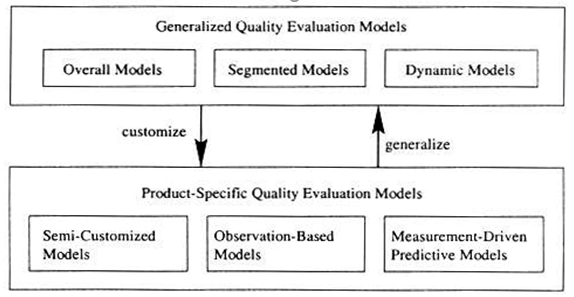 Generalized Quality Evaluation Models
Overall Models
Segmented Models
Dynamic Models
customize
generalize
Product-Specific Quality Evaluation Models
Semi-Customized
Models
Observation-Based
Models
Measurement-Driven
Predictive Models